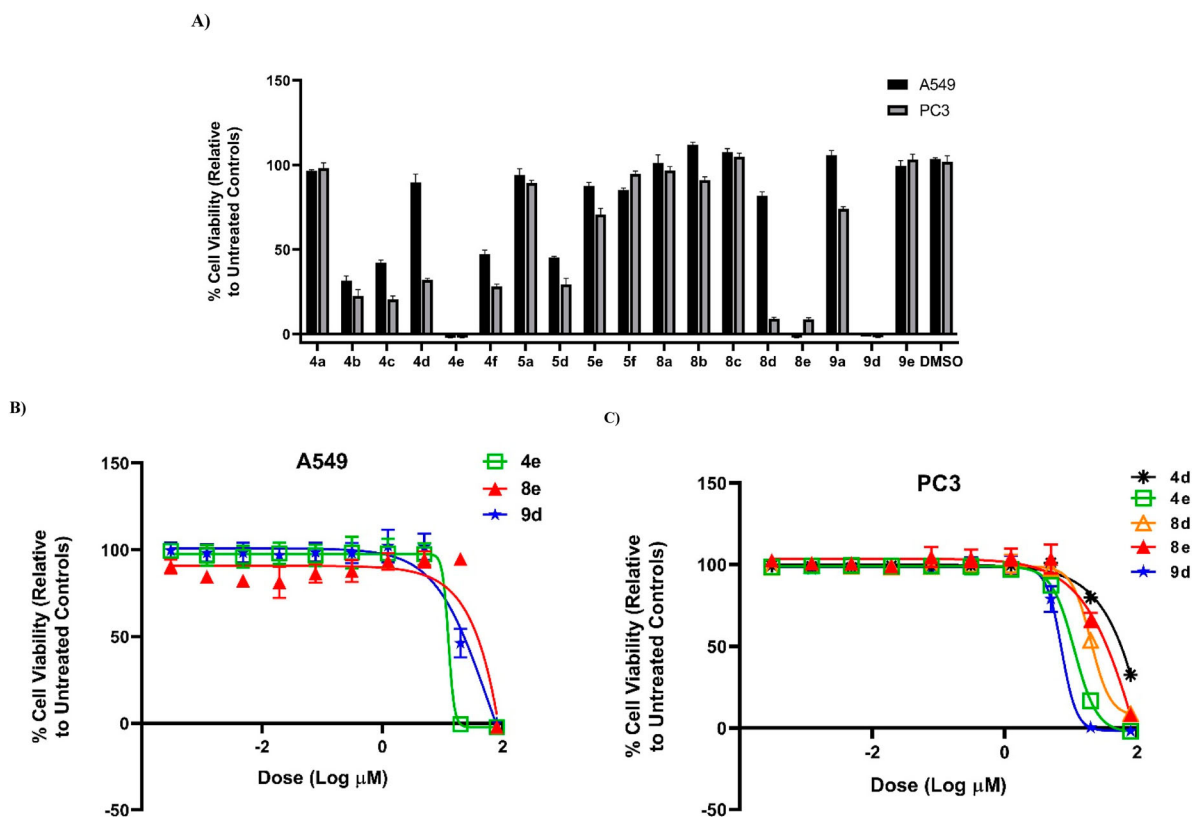 A)
% Cell Viability (Relative
to Untreated Controls)
150
100
50
0
A549
PC3
4a 4b 4c 4d 4e 4f 5a 5d 5e 5f 8a 8b 8c 8d 8e 9a 9d 9e DMSO
B)
A549
4e
8e
9d
% Cell Viability (Relative
to Untreated Controls)
150
100
50
0
-50
-2 0 2
Dose (Log μM)
C)
PC3
4d
4e
8d
8e
9d
% Cell Viability (Relative
to Untreated Controls)
150
100
50
0
-50
-2 0 2
Dose (Log μM)